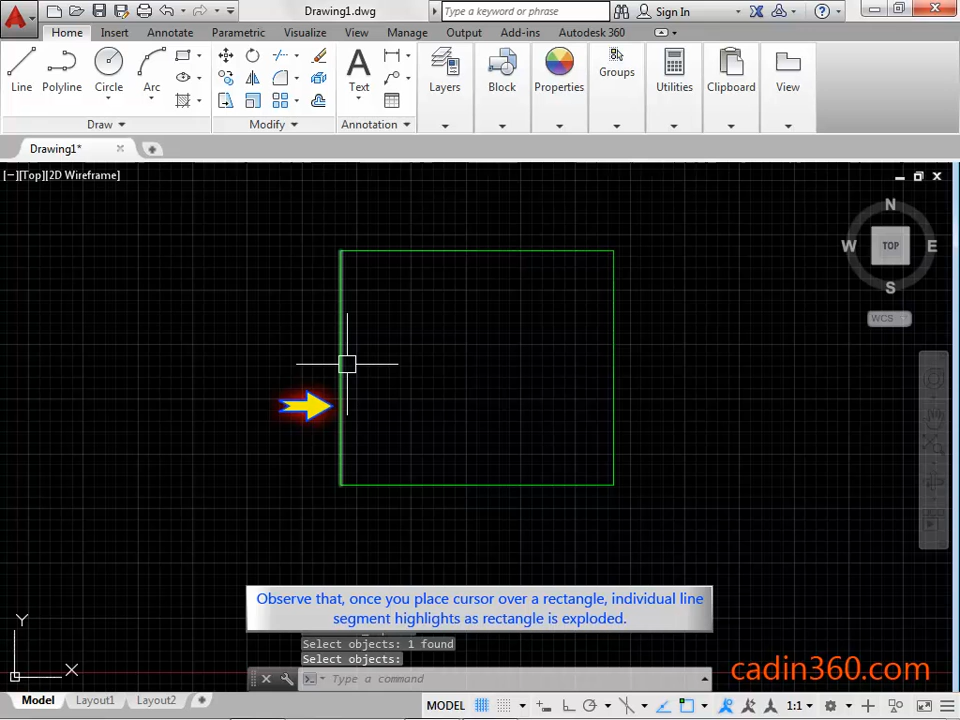 Drawing1.dwg
Type a keyword or phrase
Sign In
Home Insert Annotate Parametric Visualize View Manage Output Add-ins Autodesk 360
Line Polyline Circle Arc
Text
Layers Block Properties Groups Utilities Clipboard View
Draw Modify Annotation
Drawing1*
[−][Top][2D Wireframe]
N
W TOP E
S
WCS
Observe that, once you place cursor over a rectangle, individual line
segment highlights as rectangle is exploded.
Select objects: 1 found
Select objects:
Type a command
Y
X
cadin360.com
Model Layout1 Layout2
MODEL 1:1